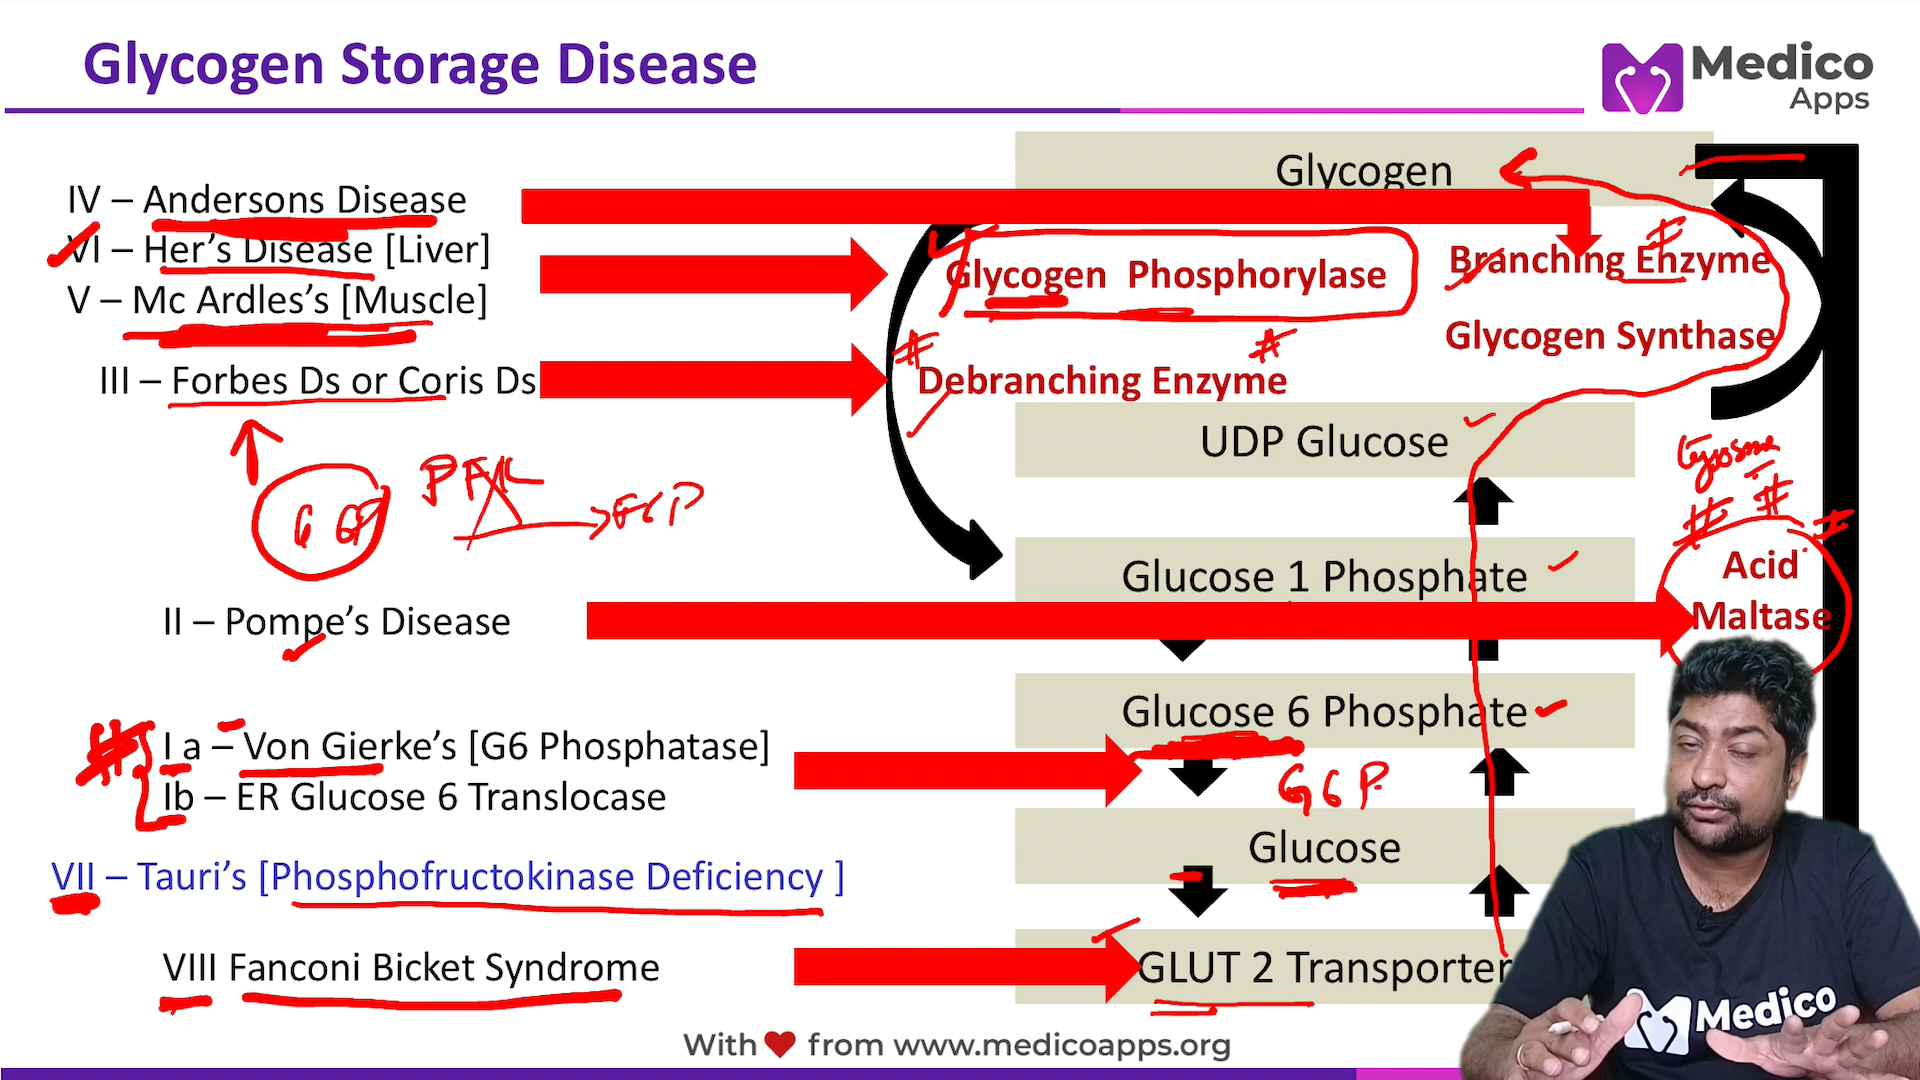 Glycogen Storage Disease
Medico
Apps
Glycogen
IV – Andersons Disease
VI – Her's Disease [Liver]
V – Mc Ardles's [Muscle]
III – Forbes Ds or Coris Ds
Glycogen Phosphorylase
Branching Enzyme
Glycogen Synthase
Debranching Enzyme
UDP Glucose
Glucose 1 Phosphate
Acid
Maltase
II – Pompe's Disease
Glucose 6 Phosphate
I a – Von Gierke's [G6 Phosphatase]
Ib – ER Glucose 6 Translocase
G6P
Glucose
VII – Tauri's [Phosphofructokinase Deficiency ]
VIII Fanconi Bicket Syndrome
GLUT 2 Transporter
Medico
With ❤ from www.medicoapps.org